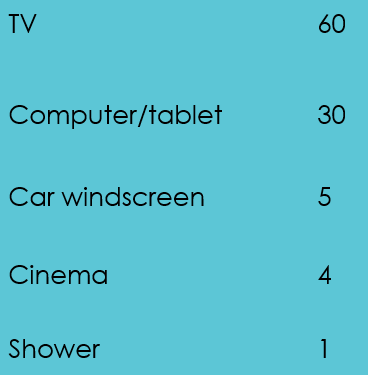 TV 60
Computer/tablet 30
Car windscreen 5
Cinema 4
Shower 1